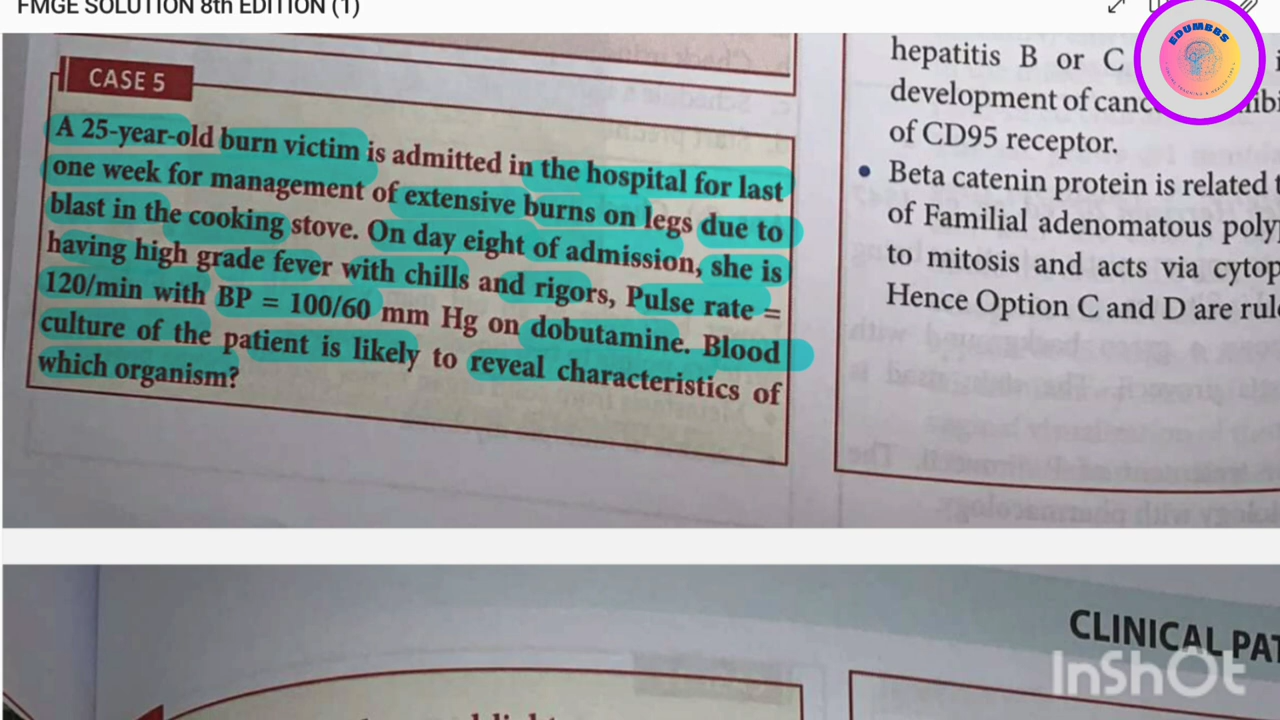 FMGE SOLUTION 8th EDITION (1)
EDUMBBS
CASE 5
A 25-year-old burn victim is admitted in the hospital for last
one week for management of extensive burns on legs due to
blast in the cooking stove. On day eight of admission, she is
having high grade fever with chills and rigors, Pulse rate =
120/min with BP = 100/60 mm Hg on dobutamine. Blood
culture of the patient is likely to reveal characteristics of
which organism?
hepatitis B or C
development of canc
of CD95 receptor.
• Beta catenin protein is related t
of Familial adenomatous poly
to mitosis and acts via cytop
Hence Option C and D are rul
CLINICAL PAT
InShOt